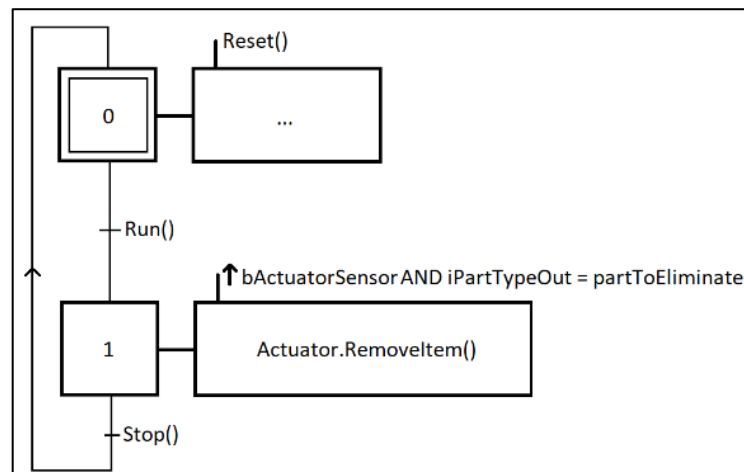 Reset()
0
...
Run()
↑ bActuatorSensor AND iPartTypeOut = partToEliminate
1
Actuator.RemoveItem()
Stop()